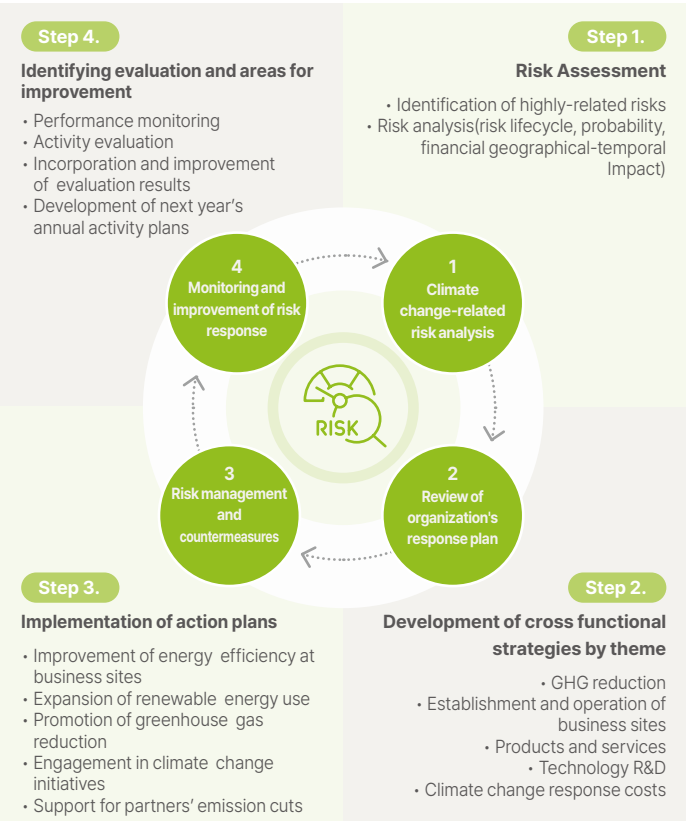 Step 4.
Identifying evaluation and areas for
improvement
• Performance monitoring
• Activity evaluation
• Incorporation and improvement
of evaluation results
• Development of next year's
annual activity plans
Step 1.
Risk Assessment
• Identification of highly-related risks
• Risk analysis(risk lifecycle, probability,
financial geographical-temporal
Impact)
4
Monitoring and
improvement of risk
response
1
Climate
change-related
risk analysis
RISK
3
Risk management
and
countermeasures
2
Review of
organization's
response plan
Step 3.
Implementation of action plans
• Improvement of energy efficiency at
business sites
• Expansion of renewable energy use
• Promotion of greenhouse gas
reduction
• Engagement in climate change
initiatives
• Support for partners' emission cuts
Step 2.
Development of cross functional
strategies by theme
• GHG reduction
• Establishment and operation of
business sites
• Products and services
• Technology R&D
• Climate change response costs